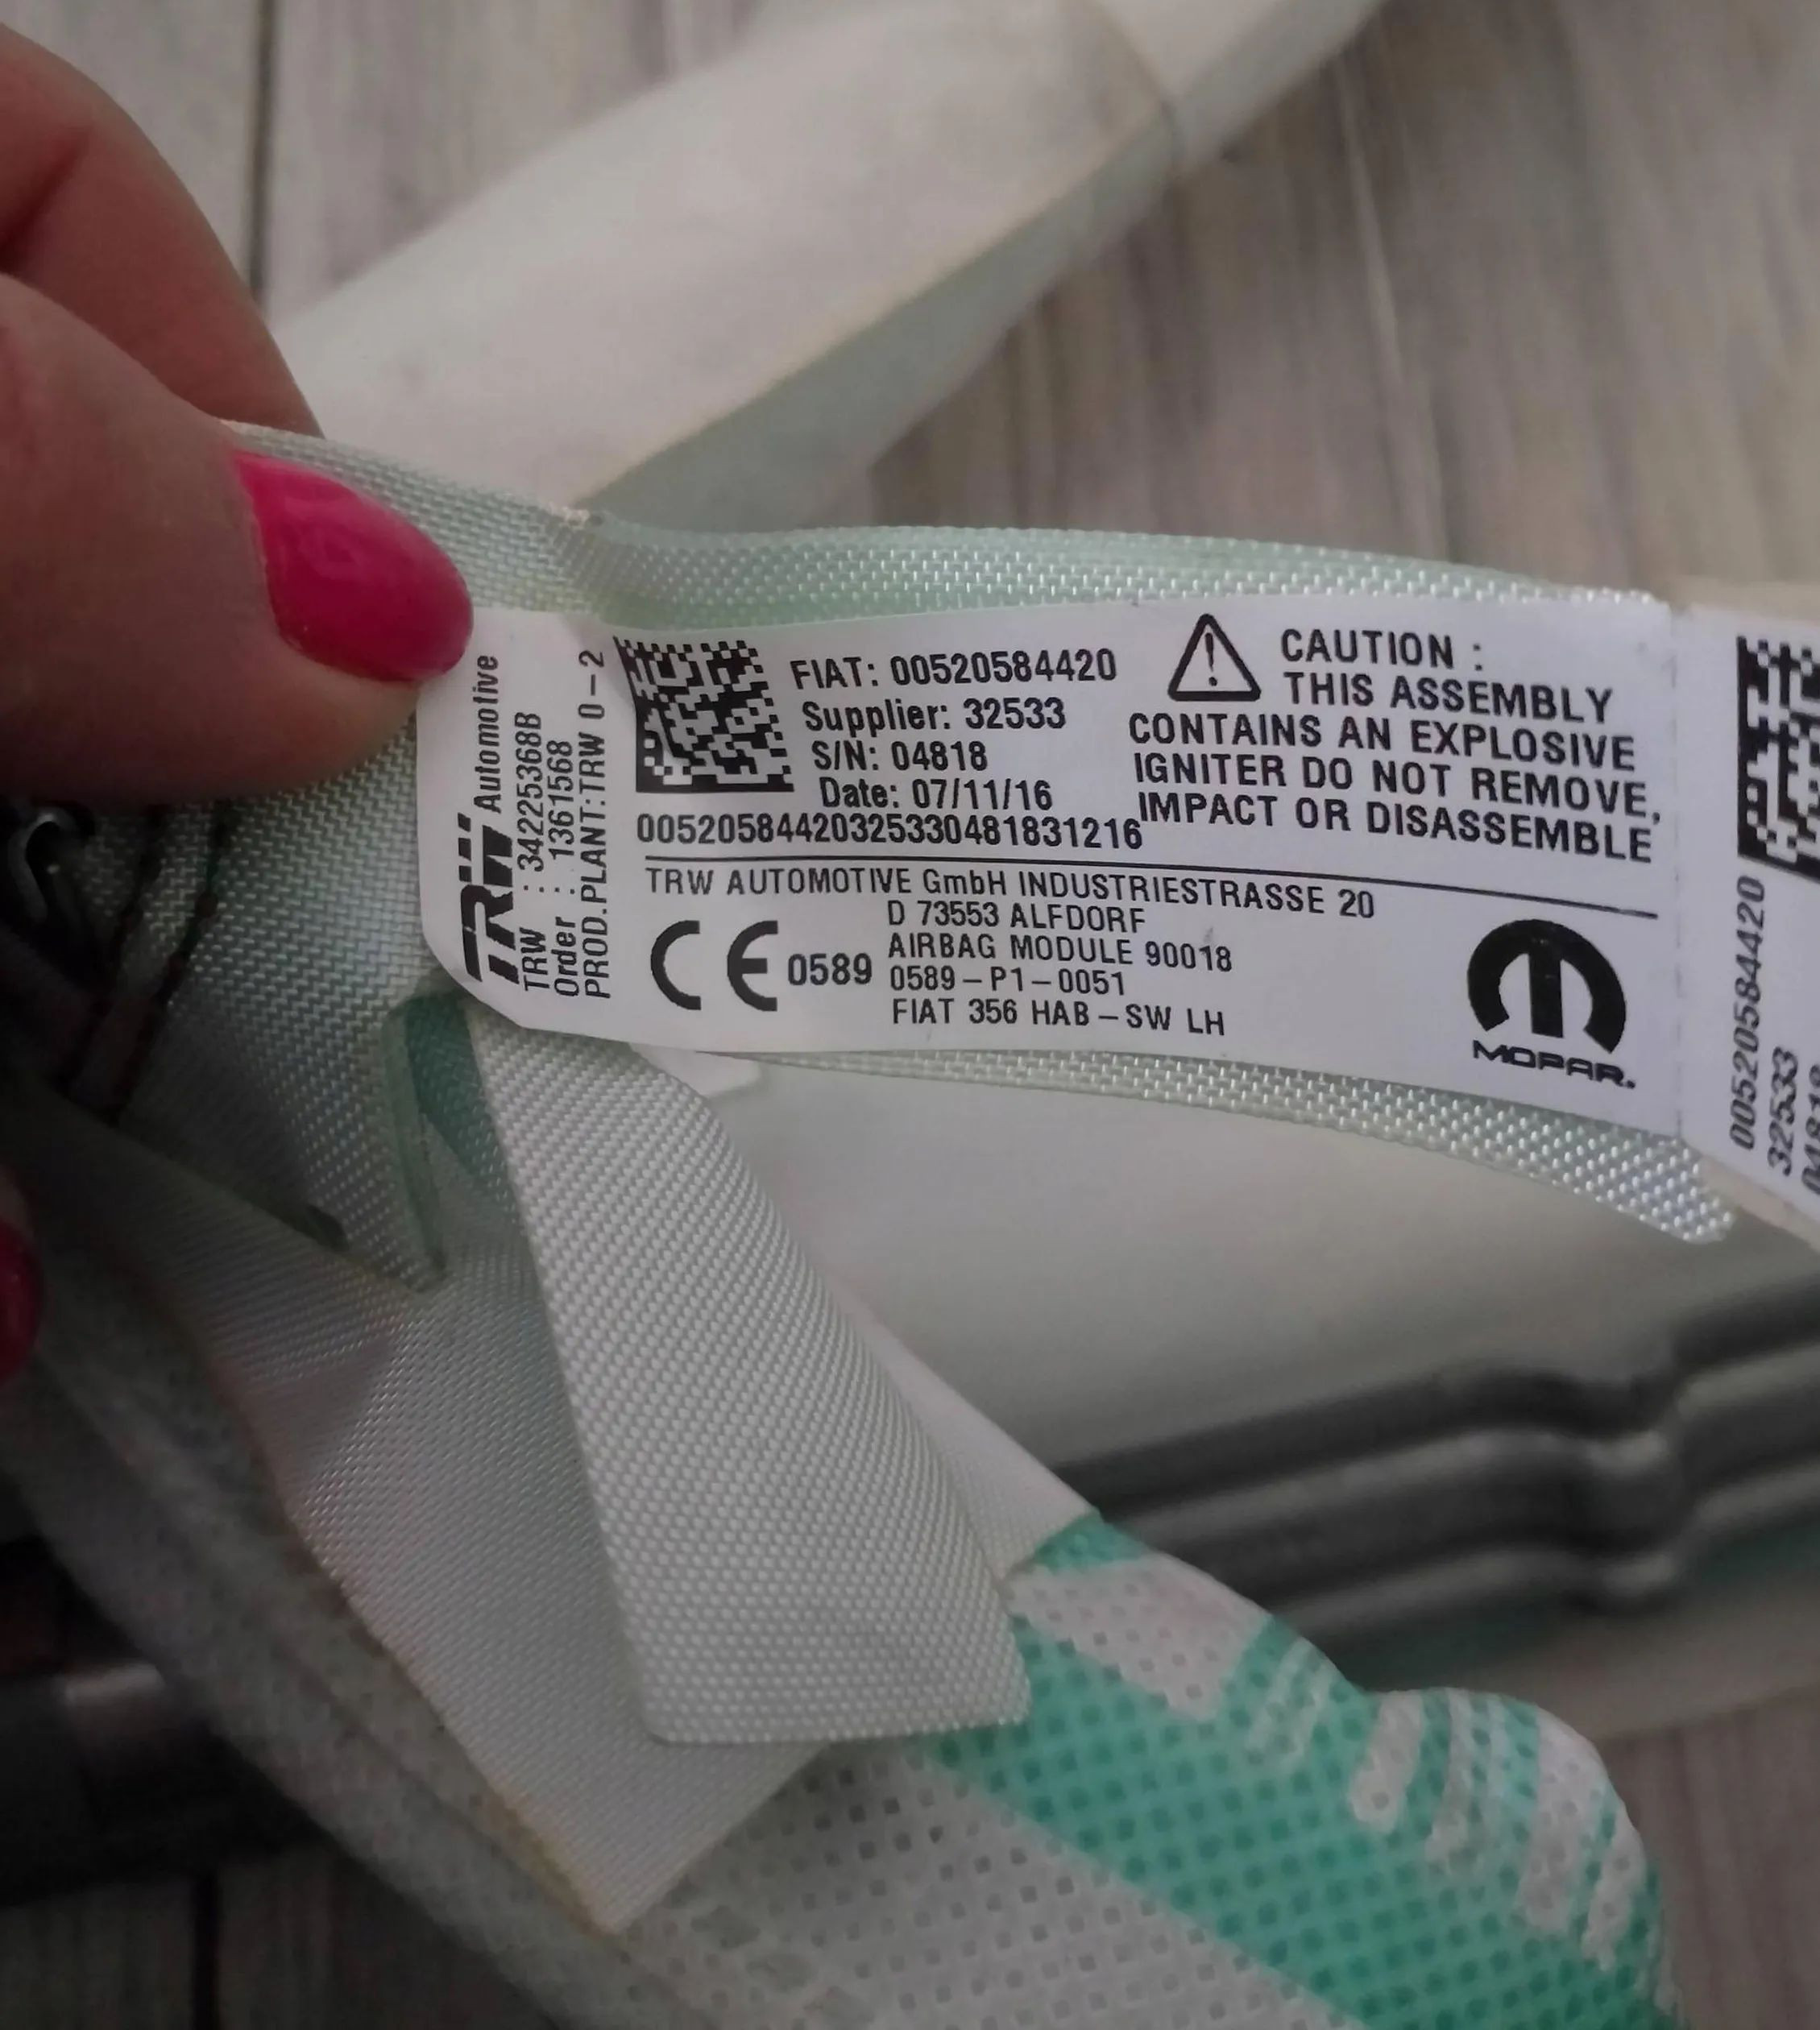 TRW Automotive
TRW : 34225368B
Order : 1361568
PROD.PLANT:TRW 0-2
FIAT: 00520584420
Supplier: 32533
S/N: 04818
Date: 07/11/16
00520584420325330481831216
CAUTION :
THIS ASSEMBLY
CONTAINS AN EXPLOSIVE
IGNITER DO NOT REMOVE,
IMPACT OR DISASSEMBLE
TRW AUTOMOTIVE GmbH INDUSTRIESTRASSE 20
D 73553 ALFDORF
CE 0589
AIRBAG MODULE 90018
0589-P1-0051
FIAT 356 HAB-SW LH
MOPAR.
00520584420
32533